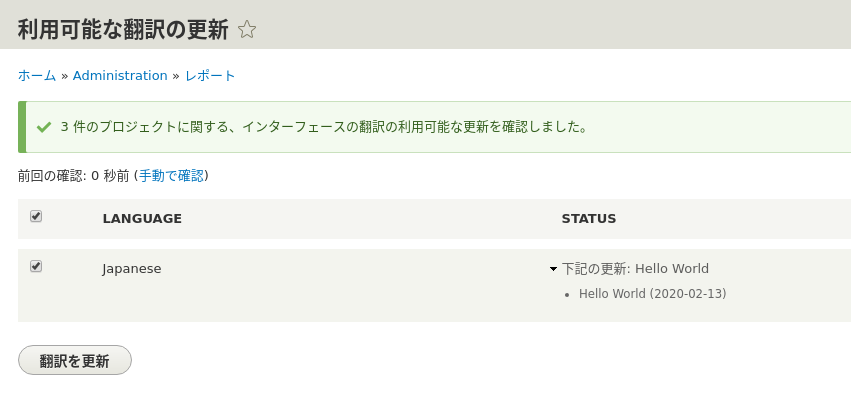 利用可能な翻訳の更新
ホーム » Administration » レポート
3 件のプロジェクトに関する、インターフェースの翻訳の利用可能な更新を確認しました。
前回の確認: 0 秒前 (手動で確認)
LANGUAGE STATUS
Japanese 下記の更新: Hello World
Hello World (2020-02-13)
翻訳を更新